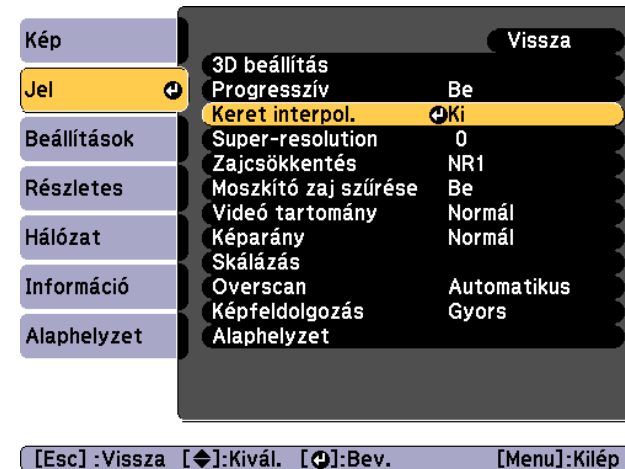 Kép
Jel
Beállítások
Részletes
Hálózat
Információ
Alaphelyzet
Vissza
3D beállítás
Progresszív Be
Keret interpol. Ki
Super-resolution 0
Zajcsökkentés NR1
Moszkító zaj szűrése Be
Videó tartomány Normál
Képarány Normál
Skálázás
Overscan Automatikus
Képfeldolgozás Gyors
Alaphelyzet
[Esc] :Vissza [◆]:Kivál. [⏎]:Bev. [Menu]:Kilép